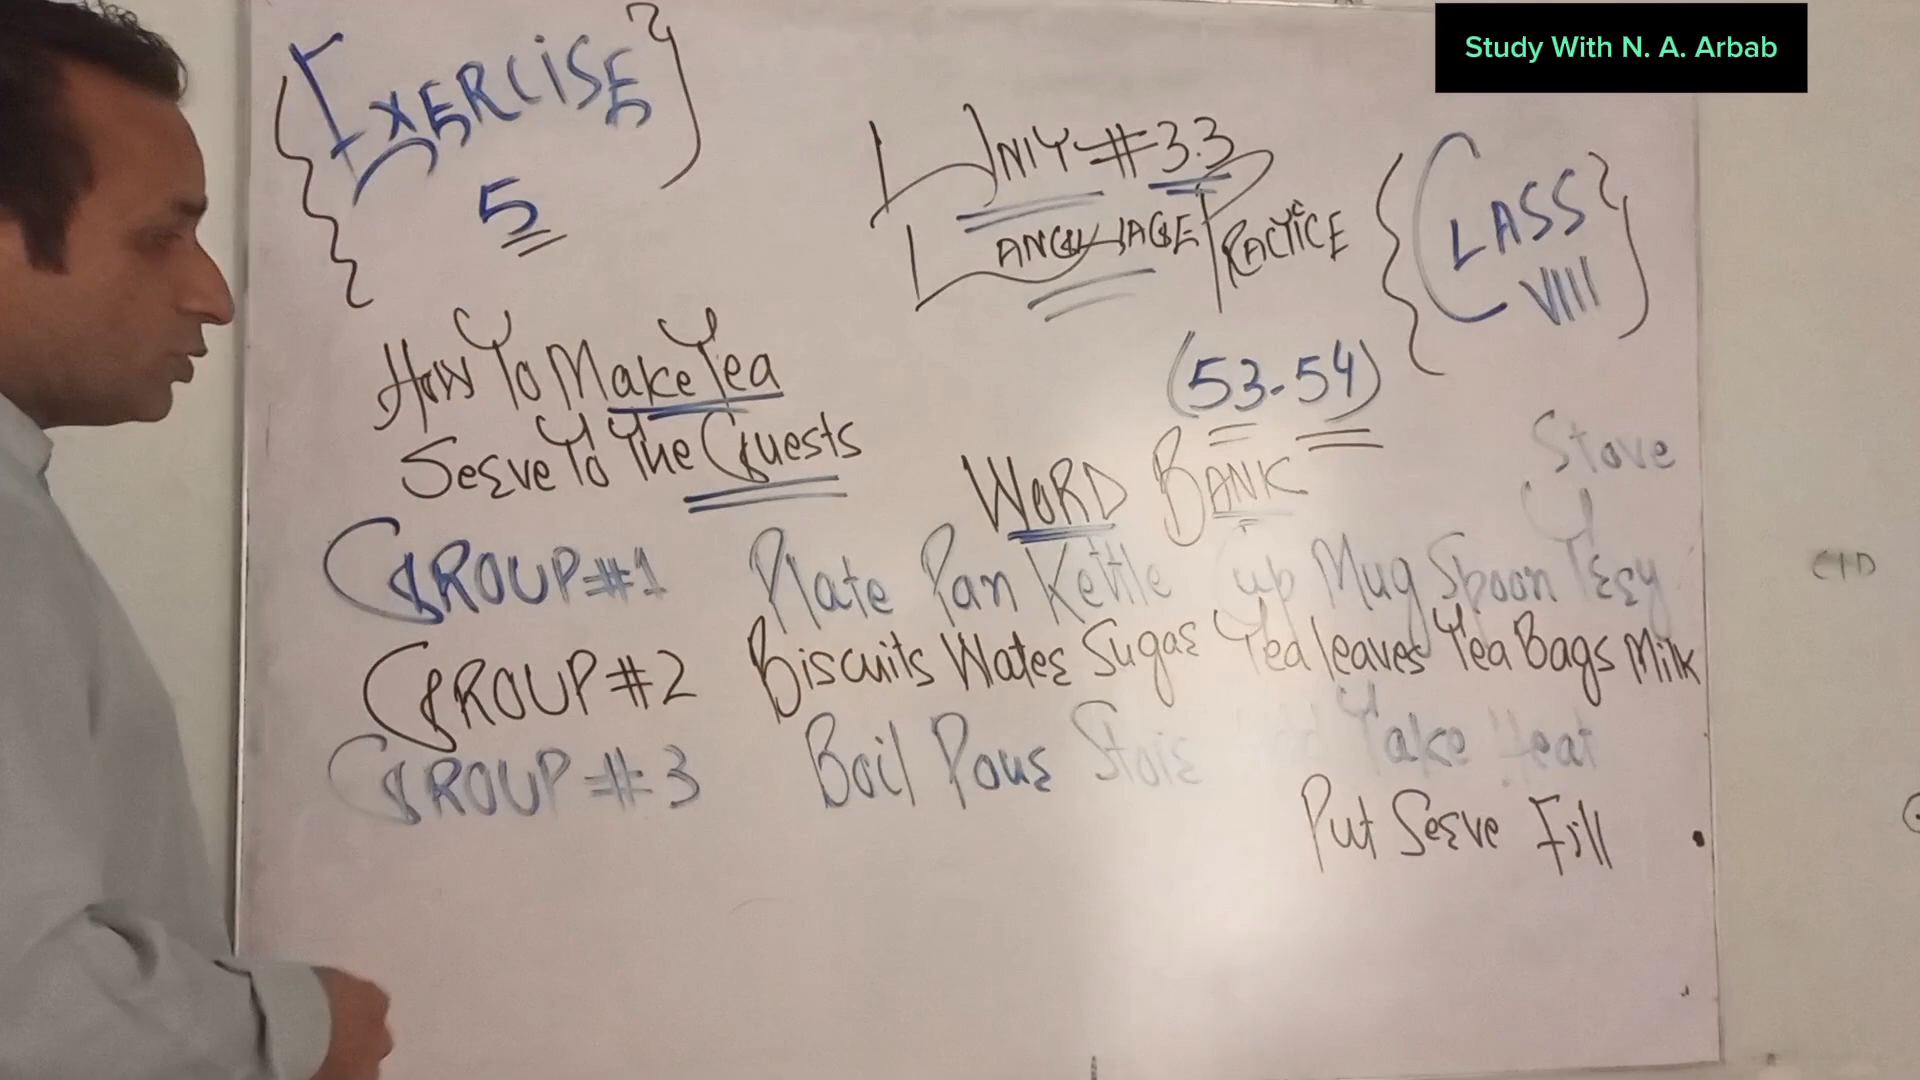 Study With N. A. Arbab
EXERCISE
5
UNIT # 3.3
LANGUAGE PRACTICE
CLASS
VIII
(53-54)
How To Make Tea
Serve To The Guests
WORD BANK
Stove
GROUP #1 Plate Pan Kettle Cup Mug Spoon Tray
GROUP #2 Biscuits Water Sugar Tea leaves Tea Bags Milk
GROUP #3 Boil Pour Take Heat
Put Serve Fill